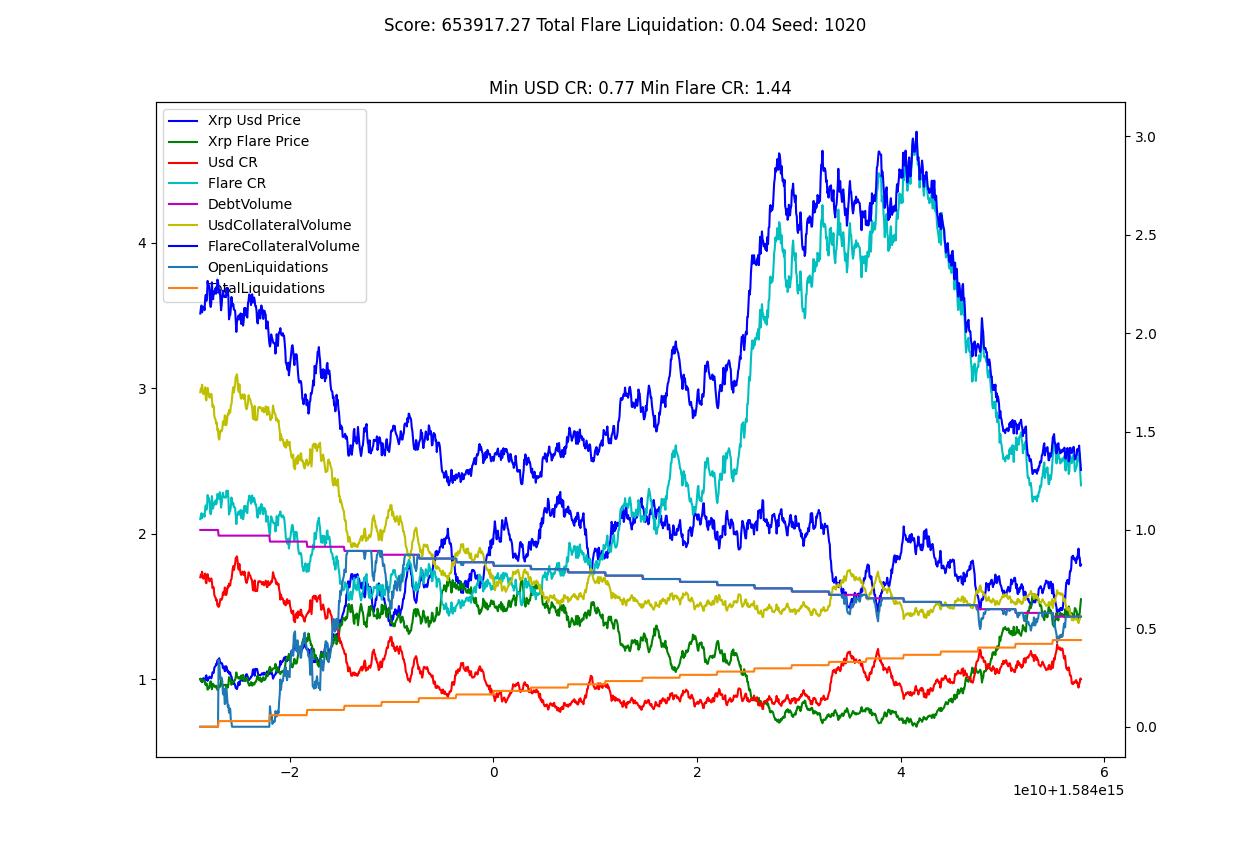 Score: 653917.27 Total Flare Liquidation: 0.04 Seed: 1020
Min USD CR: 0.77 Min Flare CR: 1.44
Xrp Usd Price
Xrp Flare Price
Usd CR
Flare CR
DebtVolume
UsdCollateralVolume
FlareCollateralVolume
OpenLiquidations
TotalLiquidations
4
3
2
1
3.0
2.5
2.0
1.5
1.0
0.5
0.0
−2
0
2
4
6
1e10+1.584e15